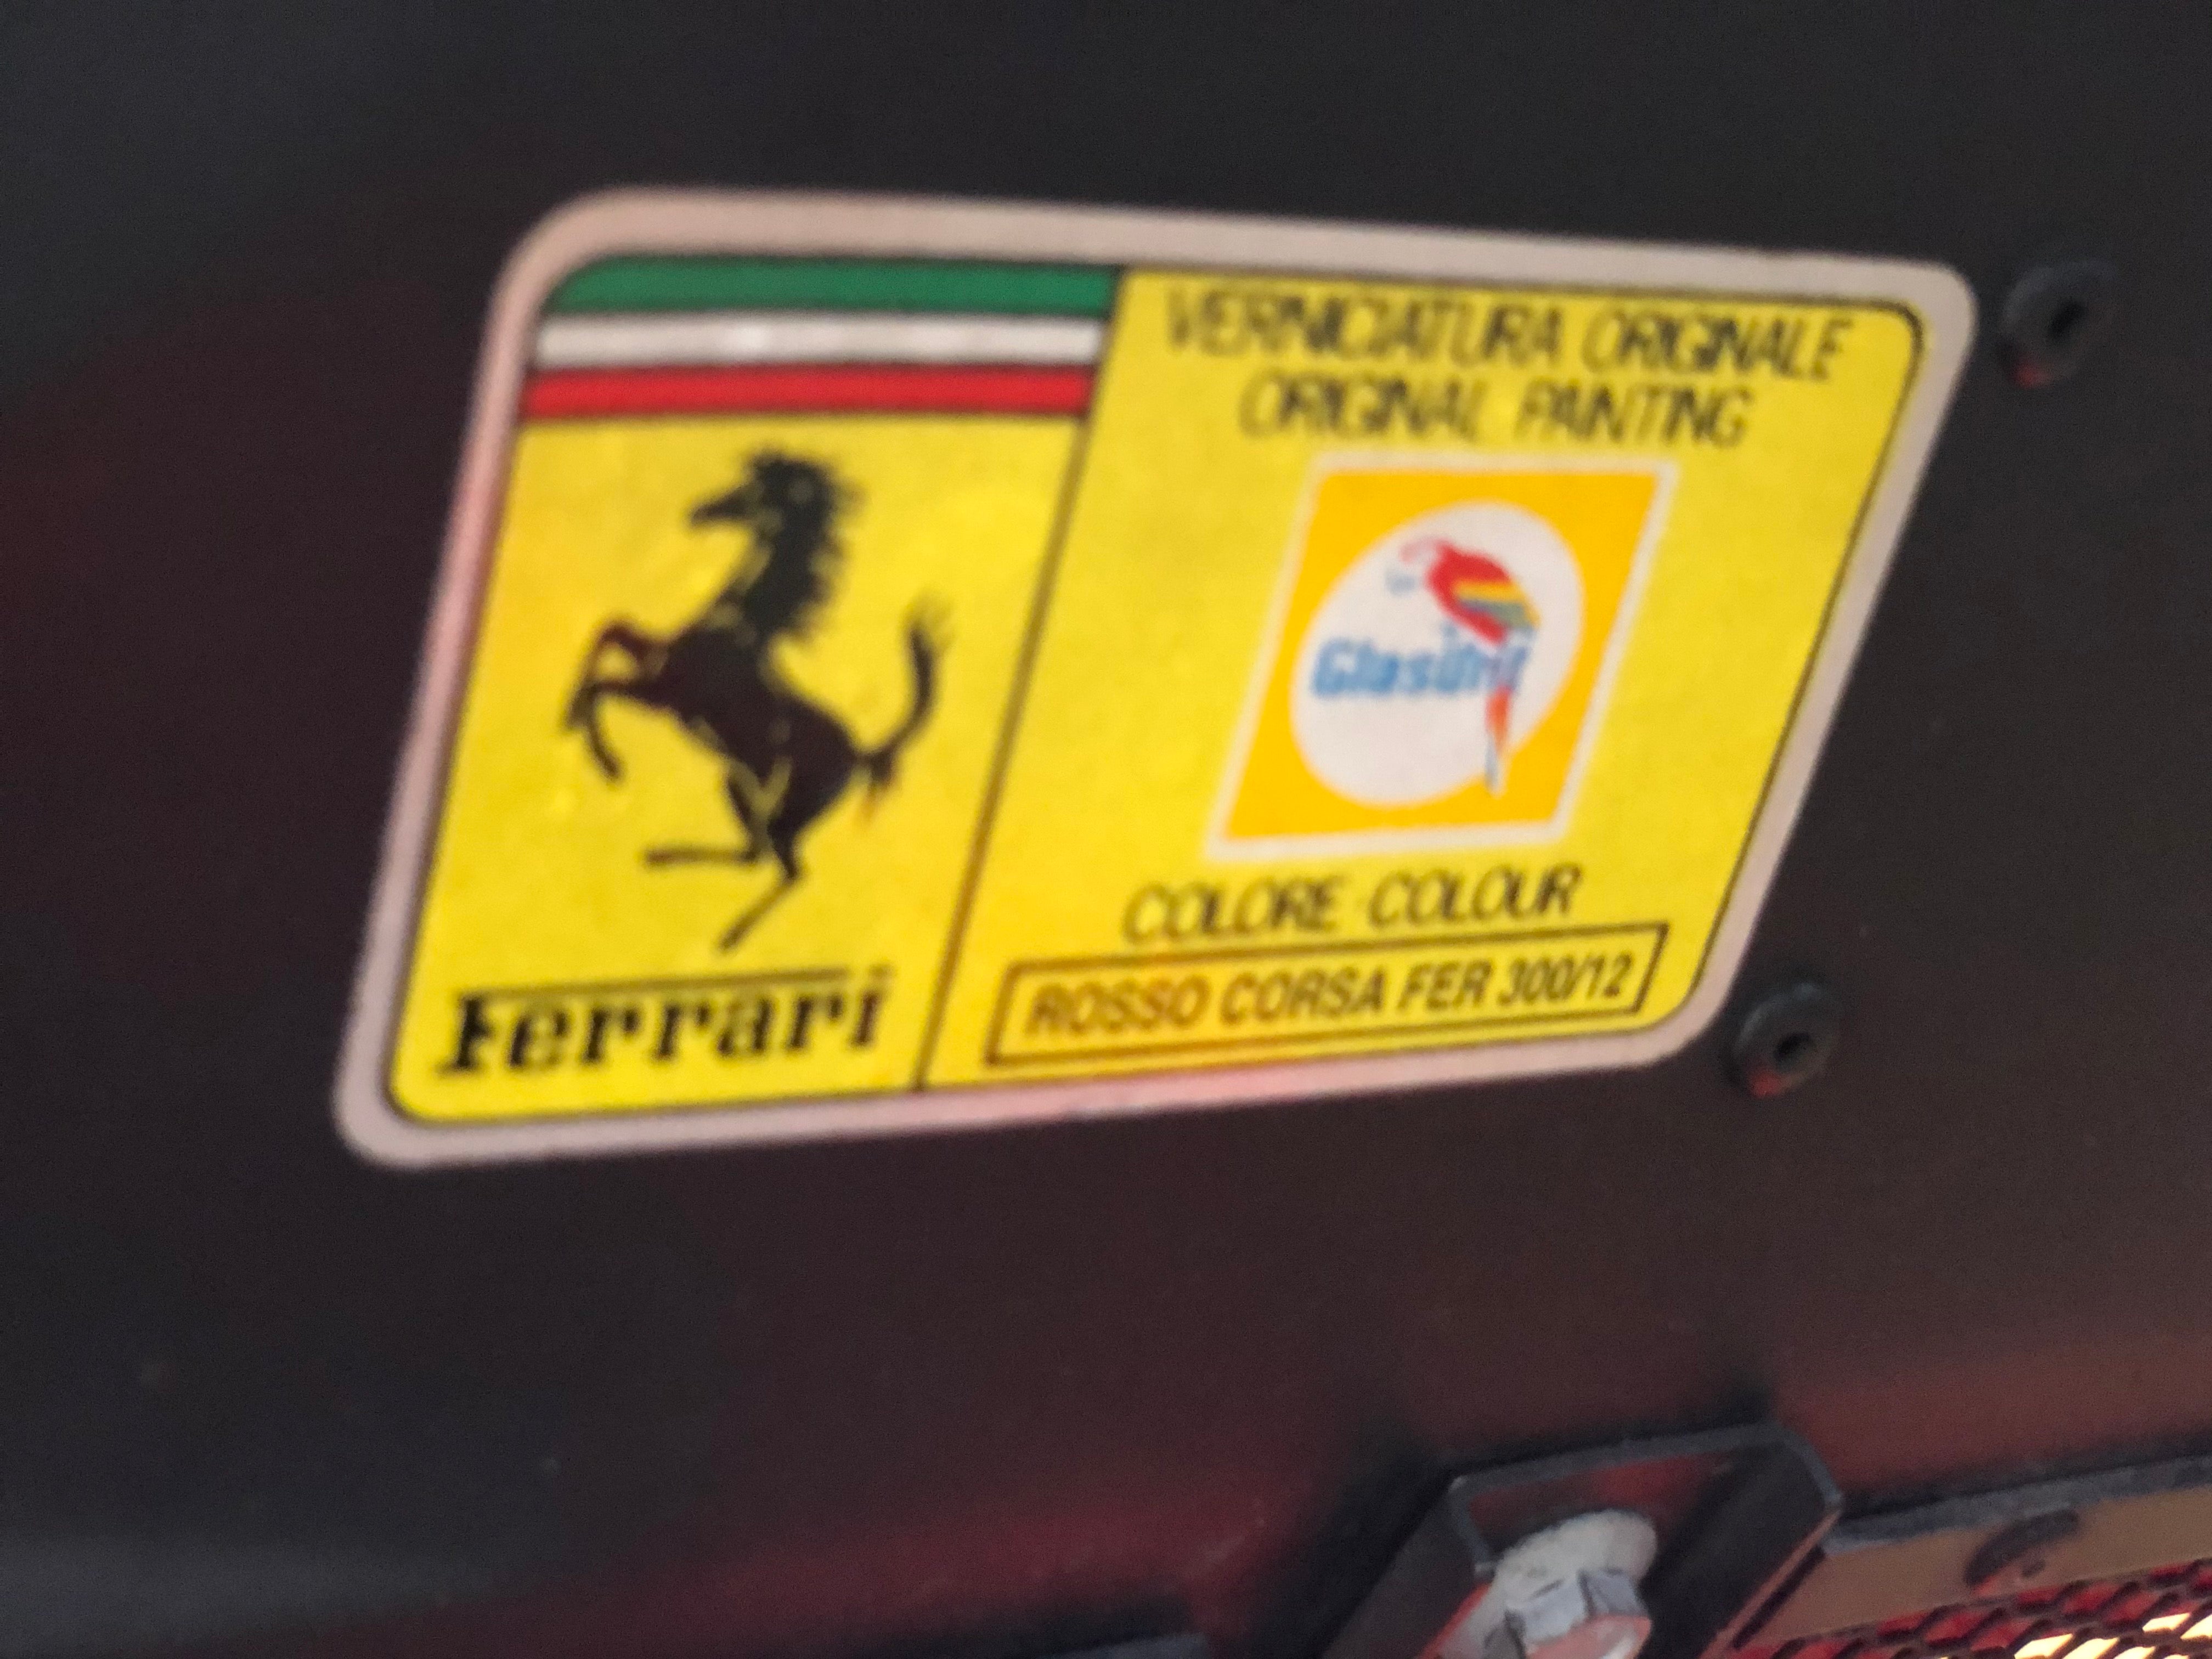 VERNICIATURA ORIGINALE
ORIGINAL PAINTING
Glasurit
COLORE COLOUR
ROSSO CORSA FER 300/12
Ferrari